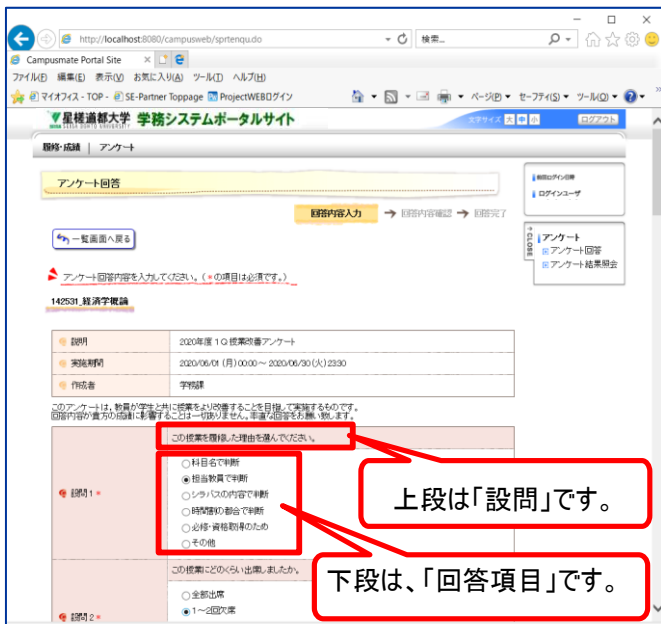 http://localhost:8080/campusweb/sprtenqu.do
検索...
Campusmate Portal Site
ファイル(F) 編集(E) 表示(V) お気に入り(A) ツール(T) ヘルプ(H)
マイオフィス - TOP - SE-Partner Toppage ProjectWEBログイン ページ(P) セーフティ(S) ツール(O)
星槎道都大学 学務システムポータルサイト
文字サイズ 大 中 小 ログアウト
履修・成績 | アンケート
アンケート回答
前回ログイン日時
ログインユーザ
回答内容入力 → 回答内容確認 → 回答完了
一覧画面へ戻る
CLOSE
アンケート
アンケート回答
アンケート結果照会
アンケート回答内容を入力してください。(*の項目は必須です。)
142531_経済学概論
説明 2020年度 1Q授業改善アンケート
実施期間 2020/06/01 (月) 00:00 ~ 2020/06/30 (火) 23:30
作成者 学務課
このアンケートは、教員が学生と共に授業をより改善することを目指して実施するものです。
回答内容が貴方の成績に影響することは一切ありません。率直な回答をお願い致します。
この授業を履修した理由を選んでください。
設問 1 *
科目名で判断
担当教員で判断
シラバスの内容で判断
時間割の都合で判断
必修・資格取得のため
その他
上段は「設問」です。
下段は、「回答項目」です。
この授業にどのくらい出席しましたか。
設問 2 *
全部出席
1~2回欠席